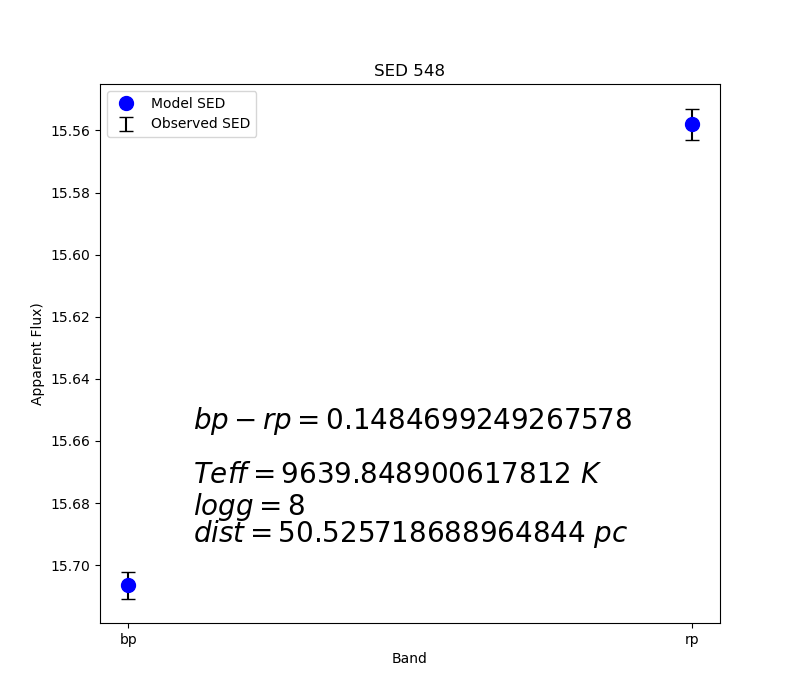 SED 548
Model SED
Observed SED
15.56
15.58
15.60
15.62
15.64
15.66
15.68
15.70
Apparent Flux)
bp − rp = 0.1484699249267578
Teff = 9639.848900617812 K
logg = 8
dist = 50.525718688964844 pc
bp
rp
Band